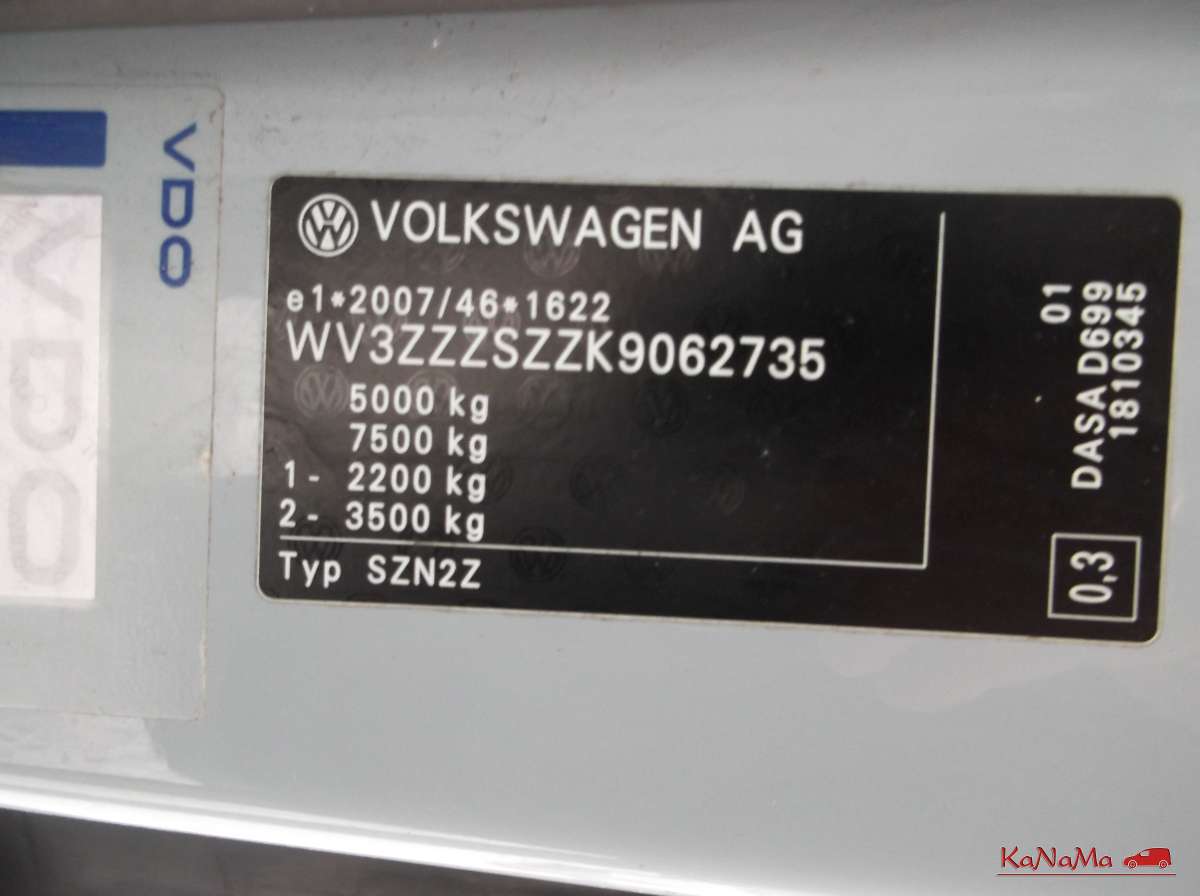 VDO
VDO
VOLKSWAGEN AG
e1*2007/46*1622
WV3ZZZSZZK9062735
5000 kg
7500 kg
1- 2200 kg
2- 3500 kg
Typ SZN2Z
01
DASA D699
1810345
0,3
KaNaMa